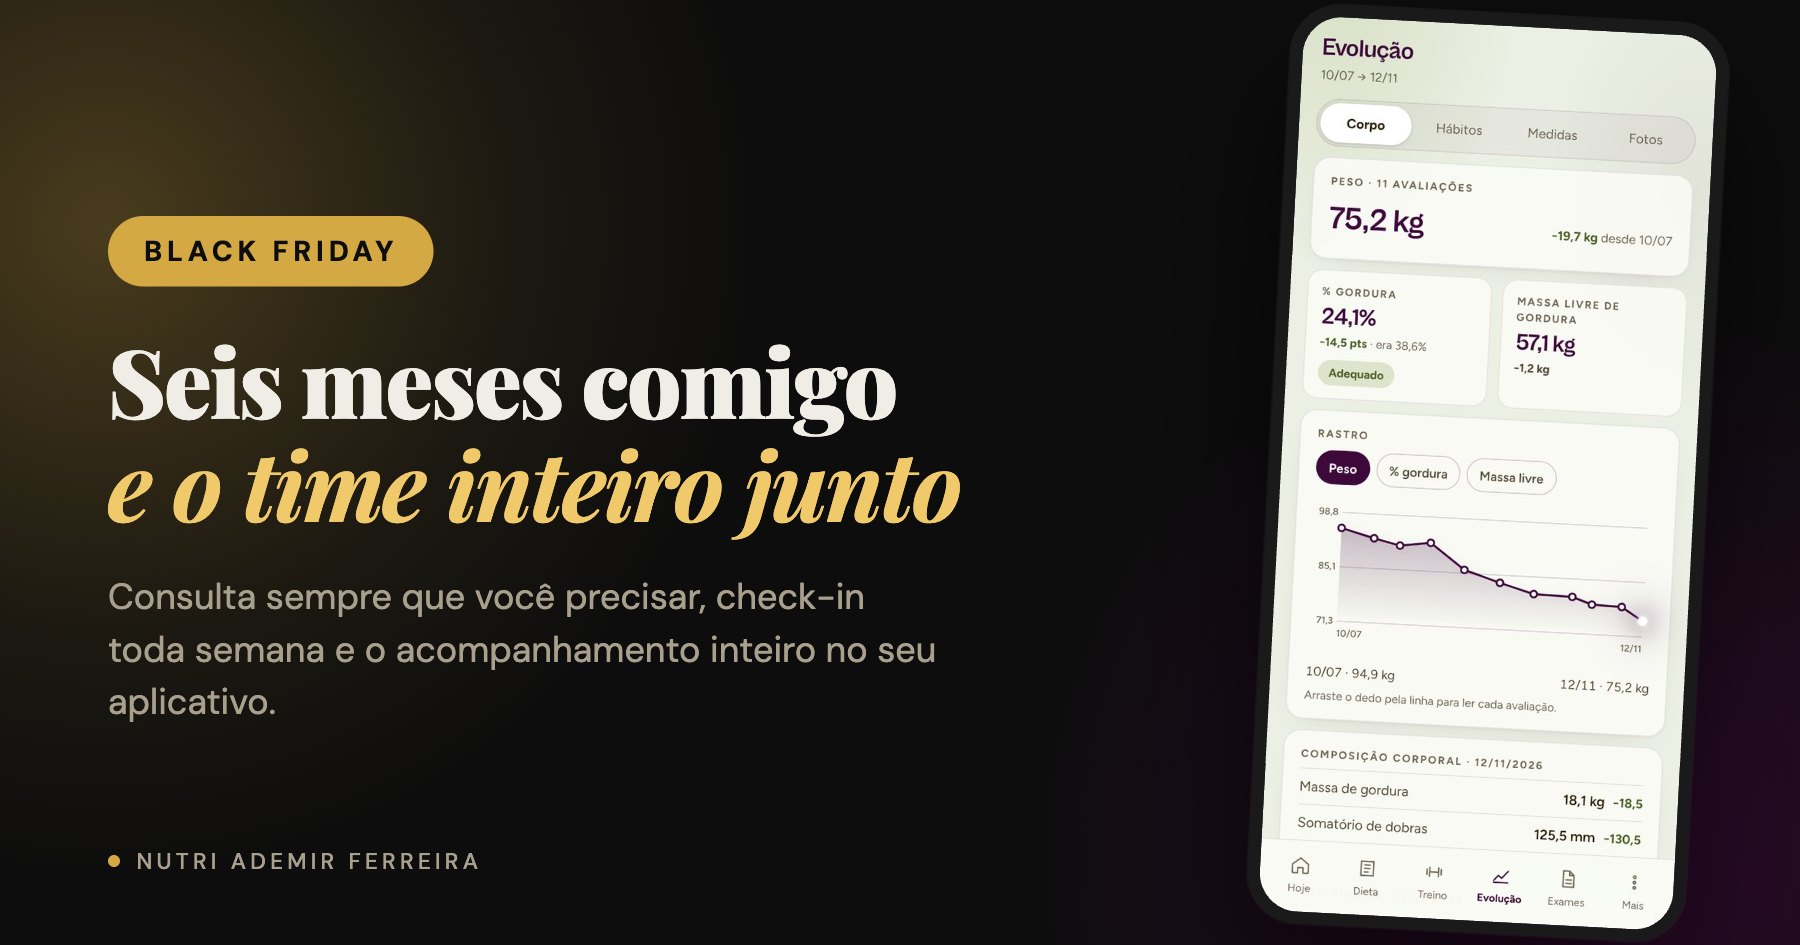 BLACK FRIDAY
Seis meses comigo
e o time inteiro junto
Consulta sempre que você precisar, check-in
toda semana e o acompanhamento inteiro no seu
aplicativo.
NUTRI ADEMIR FERREIRA
Evolução
10/07 → 12/11
Corpo Hábitos Medidas Fotos
PESO · 11 AVALIAÇÕES
75,2 kg
-19,7 kg desde 10/07
% GORDURA
24,1%
-14,5 pts · era 38,6%
Adequado
MASSA LIVRE DE
GORDURA
57,1 kg
-1,2 kg
RASTRO
Peso % gordura Massa livre
98,8
85,1
71,3
10/07
12/11
10/07 · 94,9 kg
12/11 · 75,2 kg
Arraste o dedo pela linha para ler cada avaliação.
COMPOSIÇÃO CORPORAL · 12/11/2026
Massa de gordura 18,1 kg -18,5
Somatório de dobras 125,5 mm -130,5
Hoje Dieta Treino Evolução Exames Mais